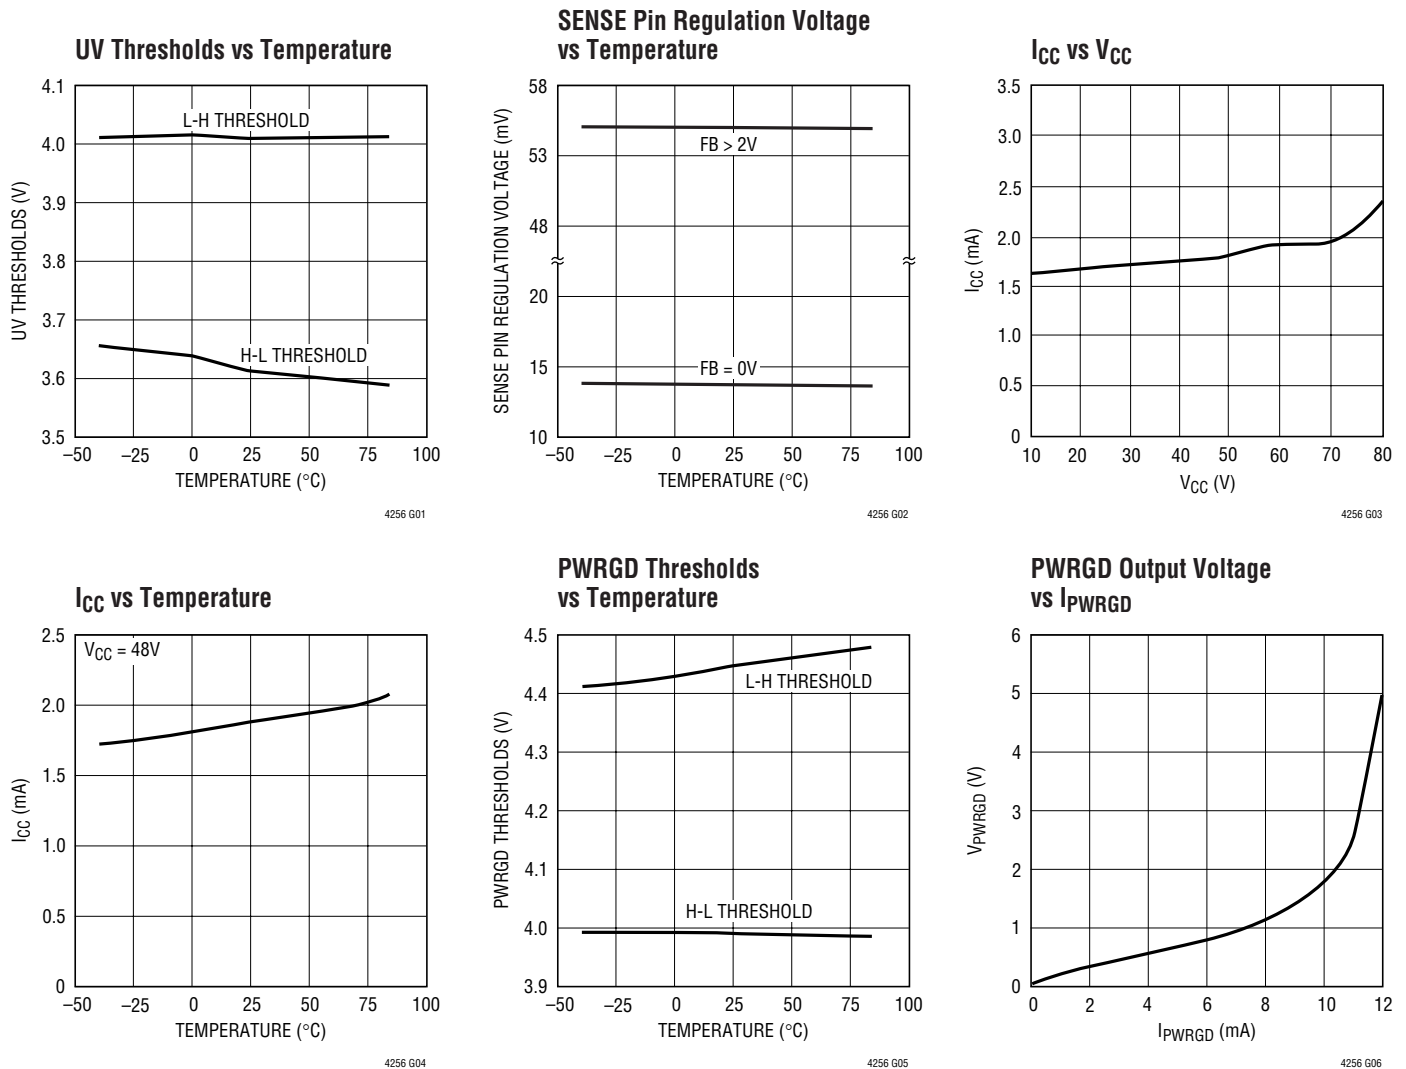 UV Thresholds vs Temperature
4.1
4.0
3.9
3.8
3.7
3.6
3.5
UV THRESHOLDS (V)
L-H THRESHOLD
H-L THRESHOLD
–50 –25 0 25 50 75 100
TEMPERATURE (°C)
4256 G01
SENSE Pin Regulation Voltage
vs Temperature
58
53
48
20
15
10
SENSE PIN REGULATION VOLTAGE (mV)
FB > 2V
FB = 0V
–50 –25 0 25 50 75 100
TEMPERATURE (°C)
4256 G02
ICC vs VCC
3.5
3.0
2.5
2.0
1.5
1.0
0.5
0
ICC (mA)
10 20 30 40 50 60 70 80
VCC (V)
4256 G03
ICC vs Temperature
2.5
2.0
1.5
1.0
0.5
0
ICC (mA)
VCC = 48V
–50 –25 0 25 50 75 100
TEMPERATURE (°C)
4256 G04
PWRGD Thresholds
vs Temperature
4.5
4.4
4.3
4.2
4.1
4.0
3.9
PWRGD THRESHOLDS (V)
L-H THRESHOLD
H-L THRESHOLD
–50 –25 0 25 50 75 100
TEMPERATURE (°C)
4256 G05
PWRGD Output Voltage
vs IPWRGD
6
5
4
3
2
1
0
VPWRGD (V)
0 2 4 6 8 10 12
IPWRGD (mA)
4256 G06